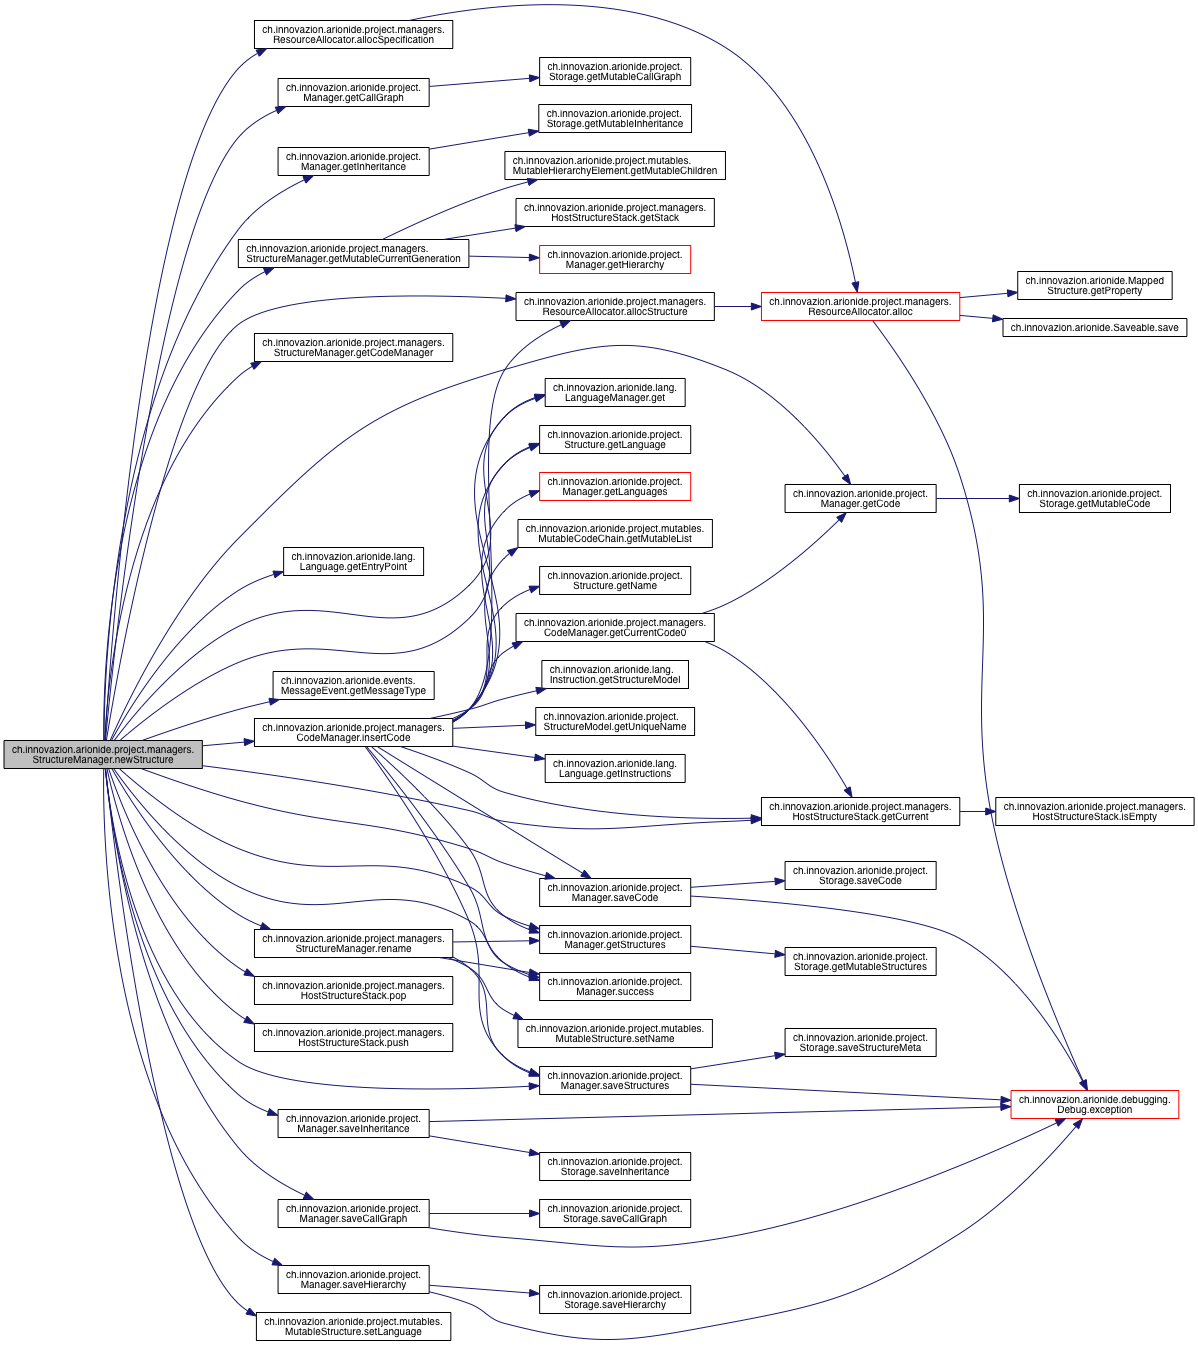 ch.innovazion.arionide.project.managers.
StructureManager.newStructure
ch.innovazion.arionide.project.managers.
ResourceAllocator.allocSpecification
ch.innovazion.arionide.project.
Manager.getCallGraph
ch.innovazion.arionide.project.
Manager.getInheritance
ch.innovazion.arionide.project.managers.
StructureManager.getMutableCurrentGeneration
ch.innovazion.arionide.project.managers.
StructureManager.getCodeManager
ch.innovazion.arionide.lang.
Language.getEntryPoint
ch.innovazion.arionide.events.
MessageEvent.getMessageType
ch.innovazion.arionide.project.managers.
CodeManager.insertCode
ch.innovazion.arionide.project.managers.
StructureManager.rename
ch.innovazion.arionide.project.managers.
HostStructureStack.pop
ch.innovazion.arionide.project.managers.
HostStructureStack.push
ch.innovazion.arionide.project.
Manager.saveInheritance
ch.innovazion.arionide.project.
Manager.saveCallGraph
ch.innovazion.arionide.project.
Manager.saveHierarchy
ch.innovazion.arionide.project.mutables.
MutableStructure.setLanguage
ch.innovazion.arionide.project.
Storage.getMutableCallGraph
ch.innovazion.arionide.project.
Storage.getMutableInheritance
ch.innovazion.arionide.project.mutables.
MutableHierarchyElement.getMutableChildren
ch.innovazion.arionide.project.managers.
HostStructureStack.getStack
ch.innovazion.arionide.project.
Manager.getHierarchy
ch.innovazion.arionide.project.managers.
ResourceAllocator.allocStructure
ch.innovazion.arionide.lang.
LanguageManager.get
ch.innovazion.arionide.project.
Structure.getLanguage
ch.innovazion.arionide.project.
Manager.getLanguages
ch.innovazion.arionide.project.mutables.
MutableCodeChain.getMutableList
ch.innovazion.arionide.project.
Structure.getName
ch.innovazion.arionide.project.managers.
CodeManager.getCurrentCode0
ch.innovazion.arionide.lang.
Instruction.getStructureModel
ch.innovazion.arionide.project.
StructureModel.getUniqueName
ch.innovazion.arionide.lang.
Language.getInstructions
ch.innovazion.arionide.project.
Manager.saveCode
ch.innovazion.arionide.project.
Manager.getStructures
ch.innovazion.arionide.project.
Manager.success
ch.innovazion.arionide.project.mutables.
MutableStructure.setName
ch.innovazion.arionide.project.
Manager.saveStructures
ch.innovazion.arionide.project.
Storage.saveInheritance
ch.innovazion.arionide.project.
Storage.saveCallGraph
ch.innovazion.arionide.project.
Storage.saveHierarchy
ch.innovazion.arionide.project.managers.
ResourceAllocator.alloc
ch.innovazion.arionide.project.
Manager.getCode
ch.innovazion.arionide.project.managers.
HostStructureStack.getCurrent
ch.innovazion.arionide.project.
Storage.saveCode
ch.innovazion.arionide.project.
Storage.getMutableStructures
ch.innovazion.arionide.project.
Storage.saveStructureMeta
ch.innovazion.arionide.Mapped
Structure.getProperty
ch.innovazion.arionide.Saveable.save
ch.innovazion.arionide.project.
Storage.getMutableCode
ch.innovazion.arionide.project.managers.
HostStructureStack.isEmpty
ch.innovazion.arionide.debugging.
Debug.exception